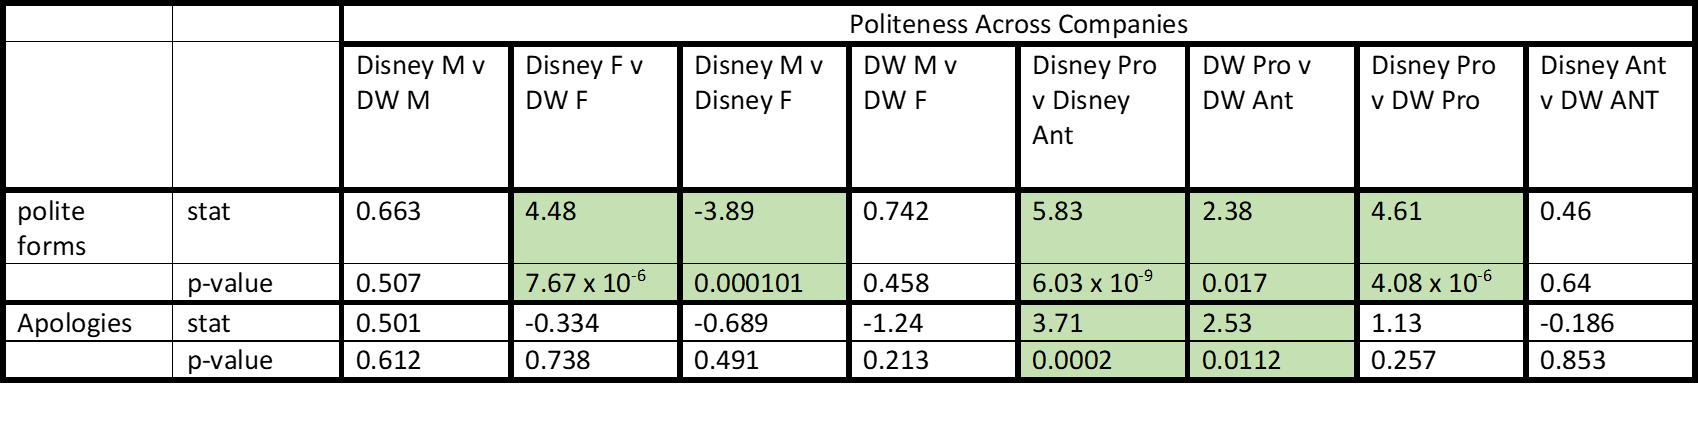 Politeness Across Companies
Disney M v DW M Disney F v DW F Disney M v Disney F DW M v DW F Disney Pro v Disney Ant DW Pro v DW Ant Disney Pro v DW Pro Disney Ant v DW ANT
polite forms stat 0.663 4.48 -3.89 0.742 5.83 2.38 4.61 0.46
p-value 0.507 7.67 x 10-6 0.000101 0.458 6.03 x 10-9 0.017 4.08 x 10-6 0.64
Apologies stat 0.501 -0.334 -0.689 -1.24 3.71 2.53 1.13 -0.186
p-value 0.612 0.738 0.491 0.213 0.0002 0.0112 0.257 0.853